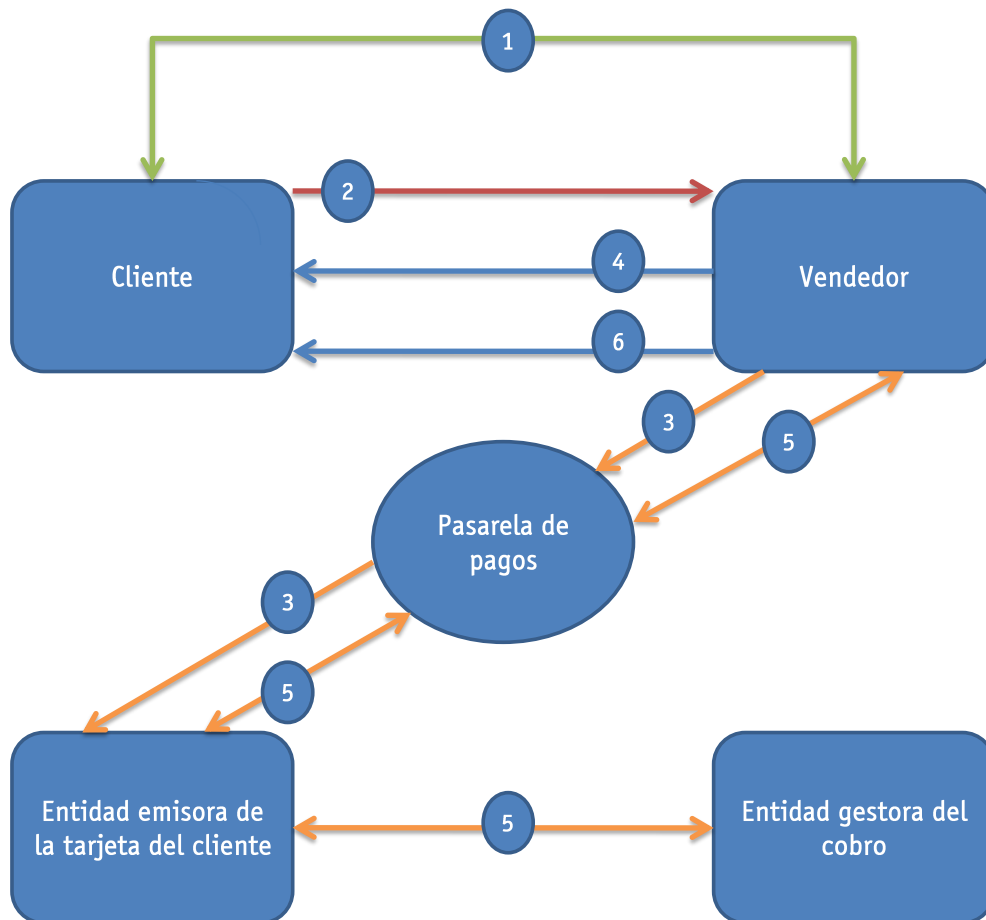 1
2
4
Cliente
Vendedor
6
3
5
Pasarela de
pagos
3
5
Entidad emisora de
la tarjeta del cliente
5
Entidad gestora del
cobro